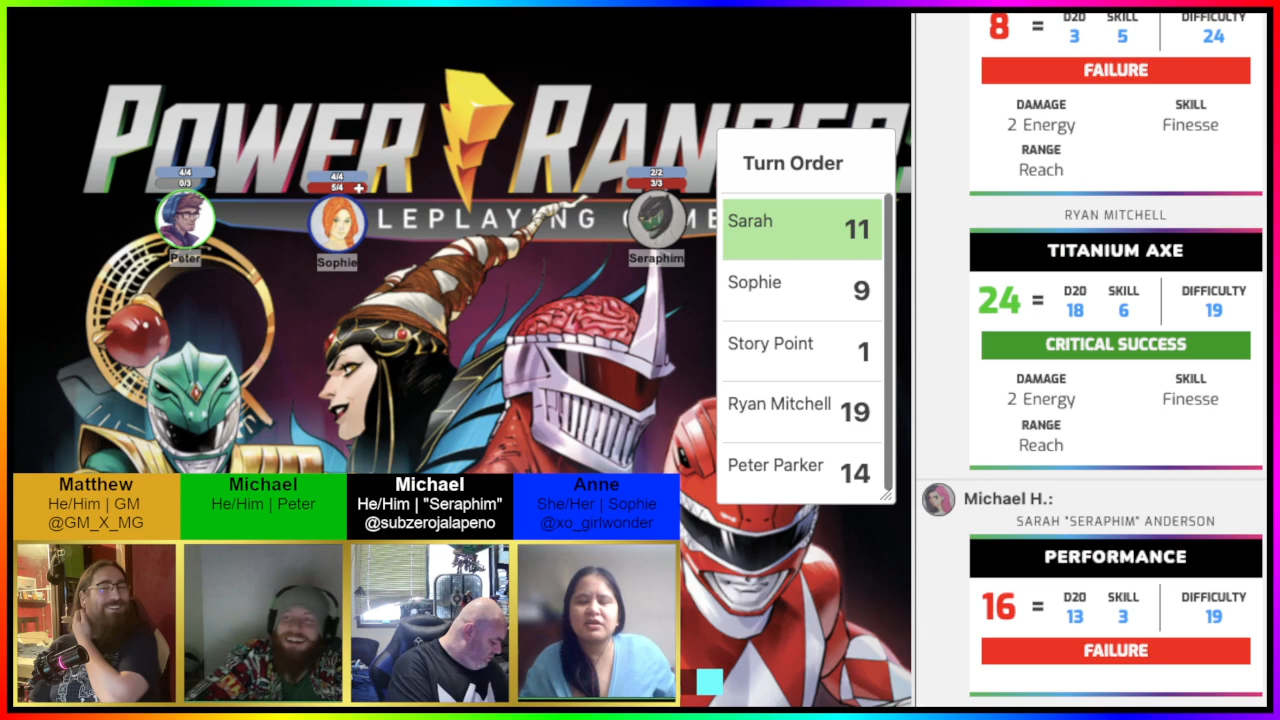 POWER RANGERS
LEPLAYING G ME
4/4
0/3
Peter
4/4
5/4
Sophie
2/2
3/3
Seraphim
Turn Order
Sarah 11
Sophie 9
Story Point 1
Ryan Mitchell 19
Peter Parker 14
Matthew
He/Him | GM
@GM_X_MG
Michael
He/Him | Peter
Michael
He/Him | "Seraphim"
@subzerojalapeno
Anne
She/Her | Sophie
@xo_girlwonder
D20 SKILL DIFFICULTY
8 = 3 5 24
FAILURE
DAMAGE SKILL
2 Energy Finesse
RANGE
Reach
RYAN MITCHELL
TITANIUM AXE
D20 SKILL DIFFICULTY
24 = 18 6 19
CRITICAL SUCCESS
DAMAGE SKILL
2 Energy Finesse
RANGE
Reach
Michael H.:
SARAH "SERAPHIM" ANDERSON
PERFORMANCE
D20 SKILL DIFFICULTY
16 = 13 3 19
FAILURE